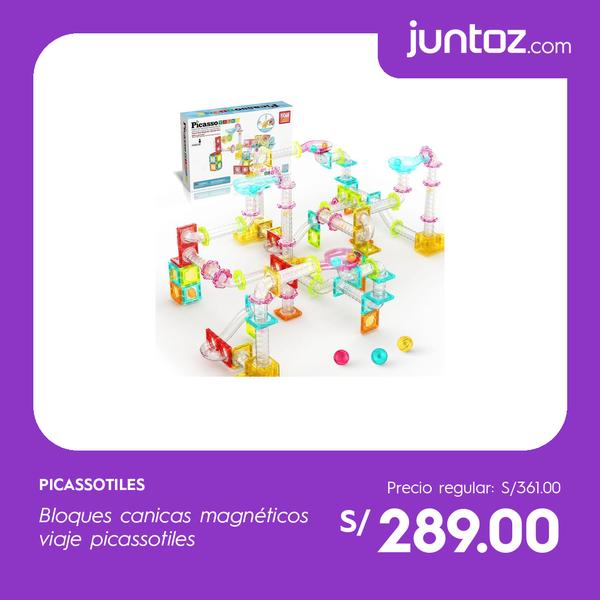 juntoz.com
Picasso
PICASSOTILES
Bloques canicas magnéticos
viaje picassotiles
Precio regular: S/361.00
S/289.00